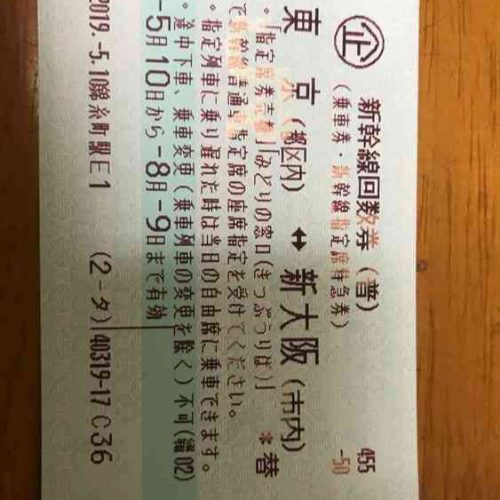 企 新幹線回数券(普) 455
(乗車券・新幹線指定席特急券) -50
東京(都区内)↔新大阪(市内)
*替
。「指定席券売機」「みどりの窓口(きっぷうりば)」
で新幹線普通車指定席の座席指定を受けてください。
。指定列車に乗り遅れた時は当日の自由席に乗車できます。
。途中下車、乗車変更(乗車列車の変更を除く)不可(繊02)
-5月10日から-8月-9日まで有効
2019.-5.10錦糸町駅E1 (2-タ) 40319-17 036